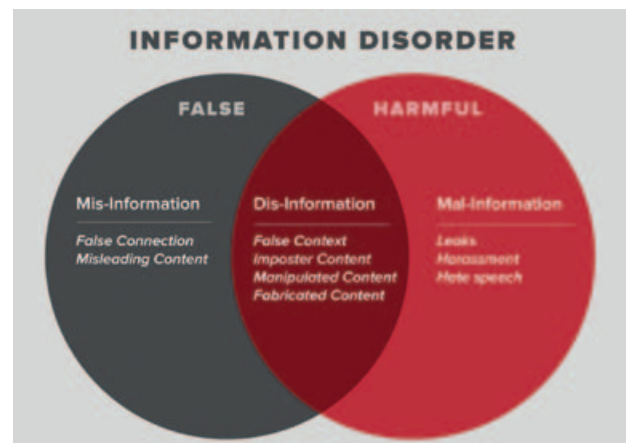 INFORMATION DISORDER
FALSE
HARMFUL
Mis-Information
False Connection
Misleading Content
Dis-Information
False Context
Imposter Content
Manipulated Content
Fabricated Content
Mal-Information
Leaks
Harassment
Hate speech